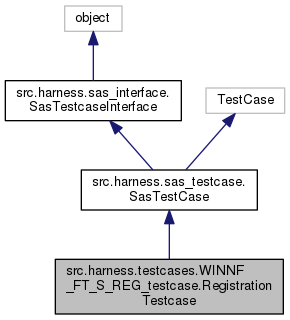 object
src.harness.sas_interface.
SasTestcaseInterface
TestCase
src.harness.sas_testcase.
SasTestCase
src.harness.testcases.WINNF
_FT_S_REG_testcase.Registration
Testcase